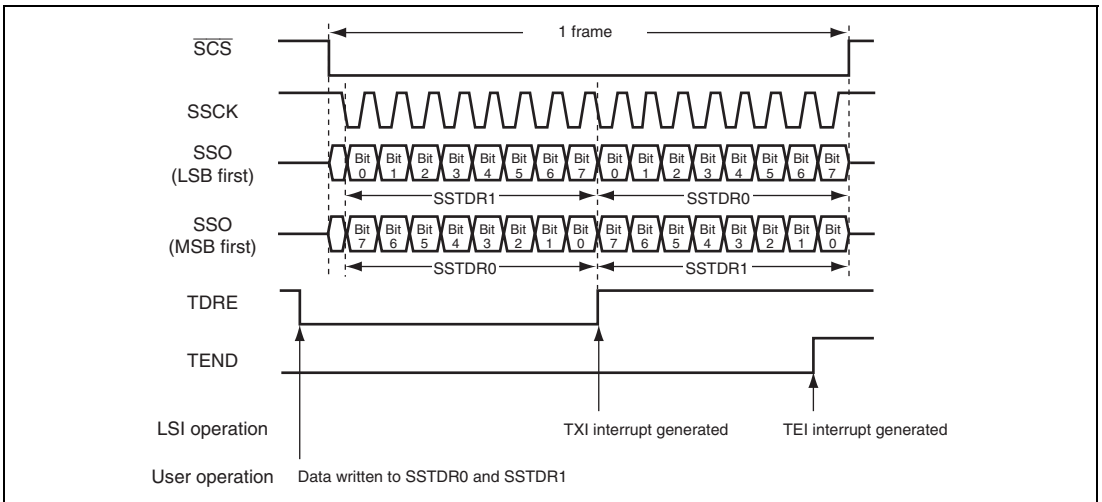 1 frame
SCS
SSCK
SSO
(LSB first)
Bit 0 Bit 1 Bit 2 Bit 3 Bit 4 Bit 5 Bit 6 Bit 7 Bit 0 Bit 1 Bit 2 Bit 3 Bit 4 Bit 5 Bit 6 Bit 7
SSTDR1 SSTDR0
SSO
(MSB first)
Bit 7 Bit 6 Bit 5 Bit 4 Bit 3 Bit 2 Bit 1 Bit 0 Bit 7 Bit 6 Bit 5 Bit 4 Bit 3 Bit 2 Bit 1 Bit 0
SSTDR0 SSTDR1
TDRE
TEND
LSI operation TXI interrupt generated TEI interrupt generated
User operation Data written to SSTDR0 and SSTDR1